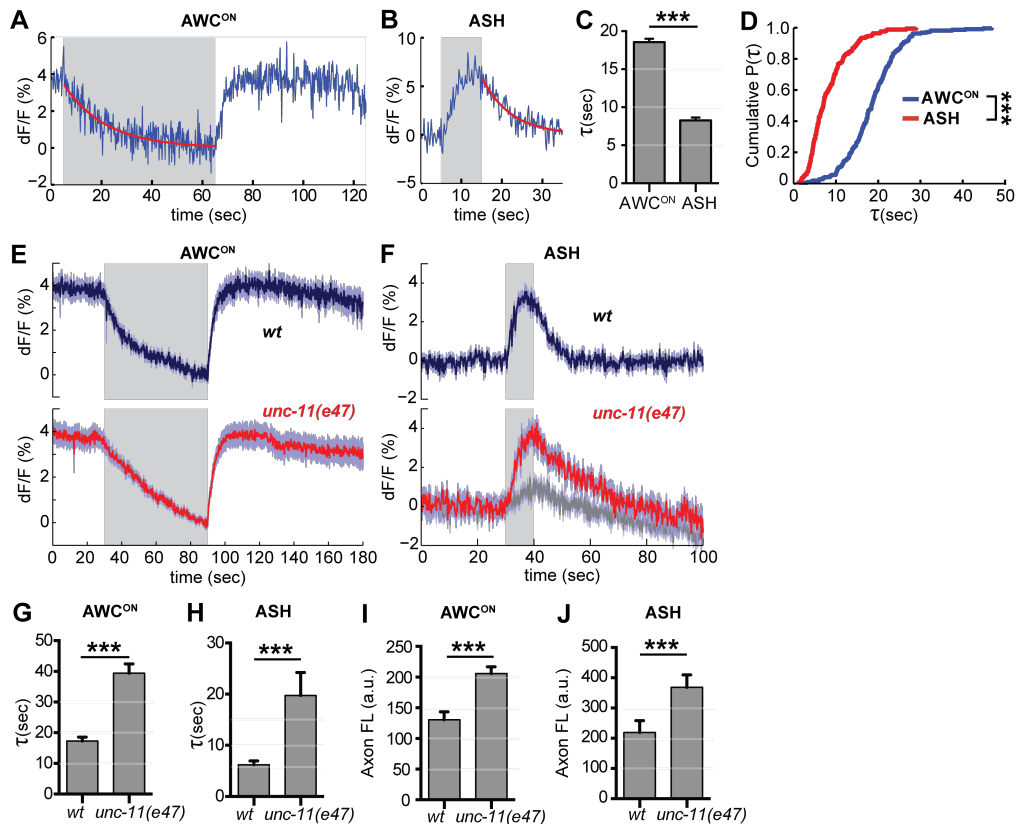 A
AWC^ON
dF/F (%)
6
4
2
0
−2
0 20 40 60 80 100 120
time (sec)
B
ASH
dF/F (%)
10
5
0
−5
0 10 20 30
time (sec)
C
***
τ(sec)
20
15
10
5
0
AWC^ON ASH
D
Cumulative P(τ)
1.0
0.8
0.6
0.4
0.2
0
AWC^ON
ASH
***
0 10 20 30 40 50
τ(sec)
E
AWC^ON
dF/F (%)
4
2
0
wt
unc-11(e47)
dF/F (%)
4
2
0
0 20 40 60 80 100 120 140 160 180
time (sec)
F
ASH
dF/F (%)
4
2
0
−2
wt
unc-11(e47)
dF/F (%)
4
2
0
−2
0 20 40 60 80 100
time (sec)
G
AWC^ON
***
τ(sec)
50
40
30
20
10
0
wt unc-11(e47)
H
ASH
***
τ(sec)
30
20
10
0
wt unc-11(e47)
I
AWC^ON
***
Axon FL (a.u.)
250
200
150
100
50
0
wt unc-11(e47)
J
ASH
***
Axon FL (a.u.)
500
400
300
200
100
0
wt unc-11(e47)